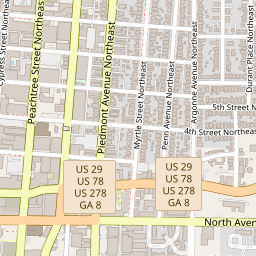 Cypress Street Northeast
Peachtree Street Northeast
Piedmont Avenue Northeast
Myrtle Street Northeast
Penn Avenue Northeast
Argonne Avenue Northeast
Durant Place Northeast
5th Street Northeast
4th Street Northeast
US 29
US 78
US 278
GA 8
US 29
US 78
US 278
GA 8
North Aven